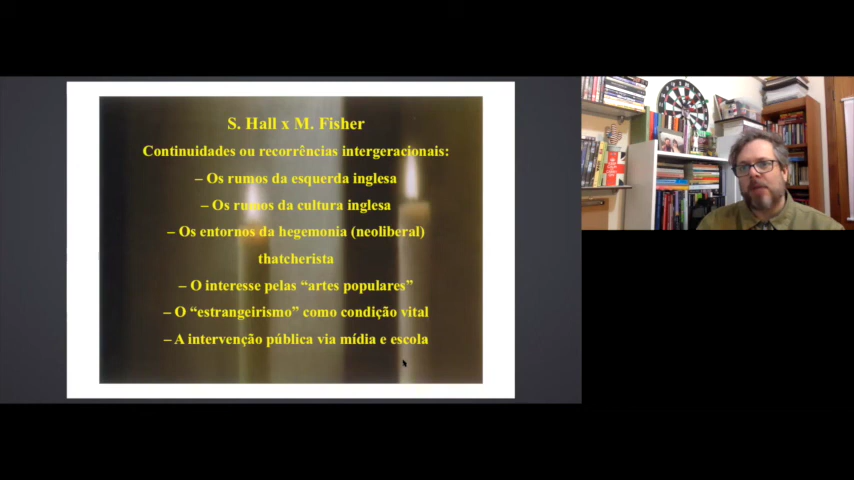 S. Hall x M. Fisher
Continuidades ou recorrências intergeracionais:
– Os rumos da esquerda inglesa
– Os rumos da cultura inglesa
– Os entornos da hegemonia (neoliberal)
thatcherista
– O interesse pelas “artes populares”
– O “estrangeirismo” como condição vital
– A intervenção pública via mídia e escola